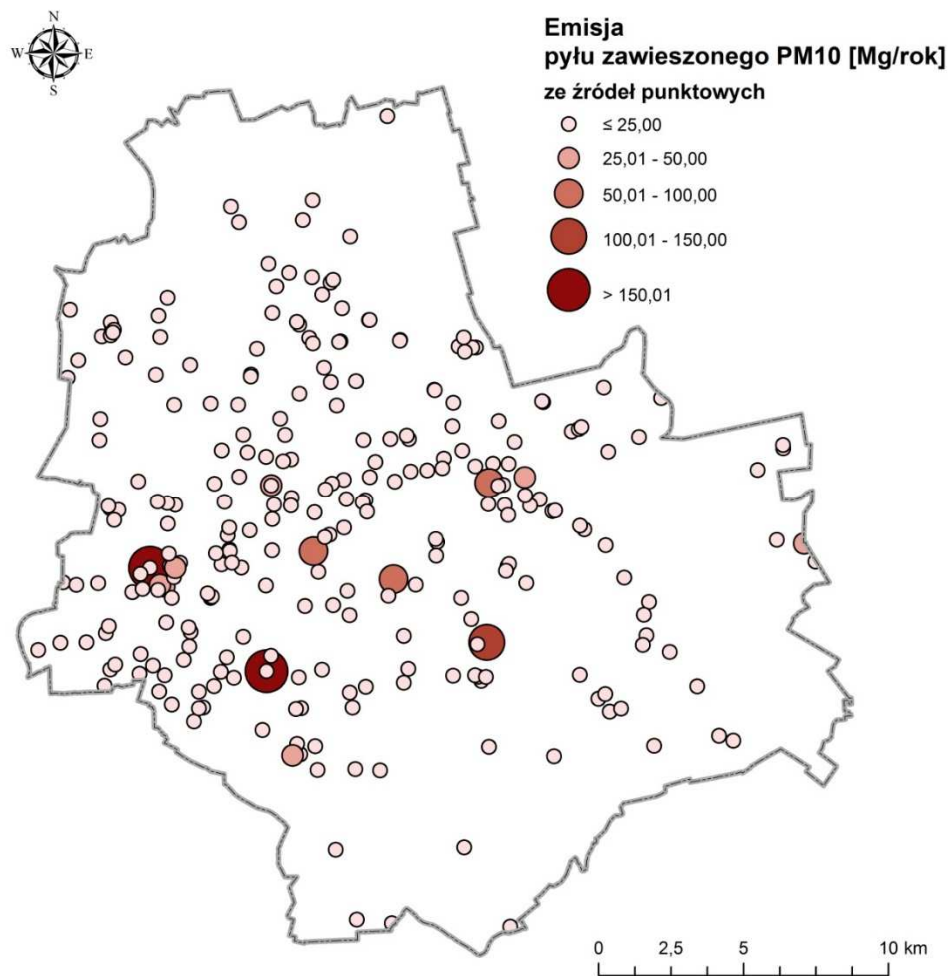 N
W E
S
Emisja
pyłu zawieszonego PM10 [Mg/rok]
ze źródeł punktowych
≤ 25,00
25,01 - 50,00
50,01 - 100,00
100,01 - 150,00
> 150,01
0 2,5 5 10 km